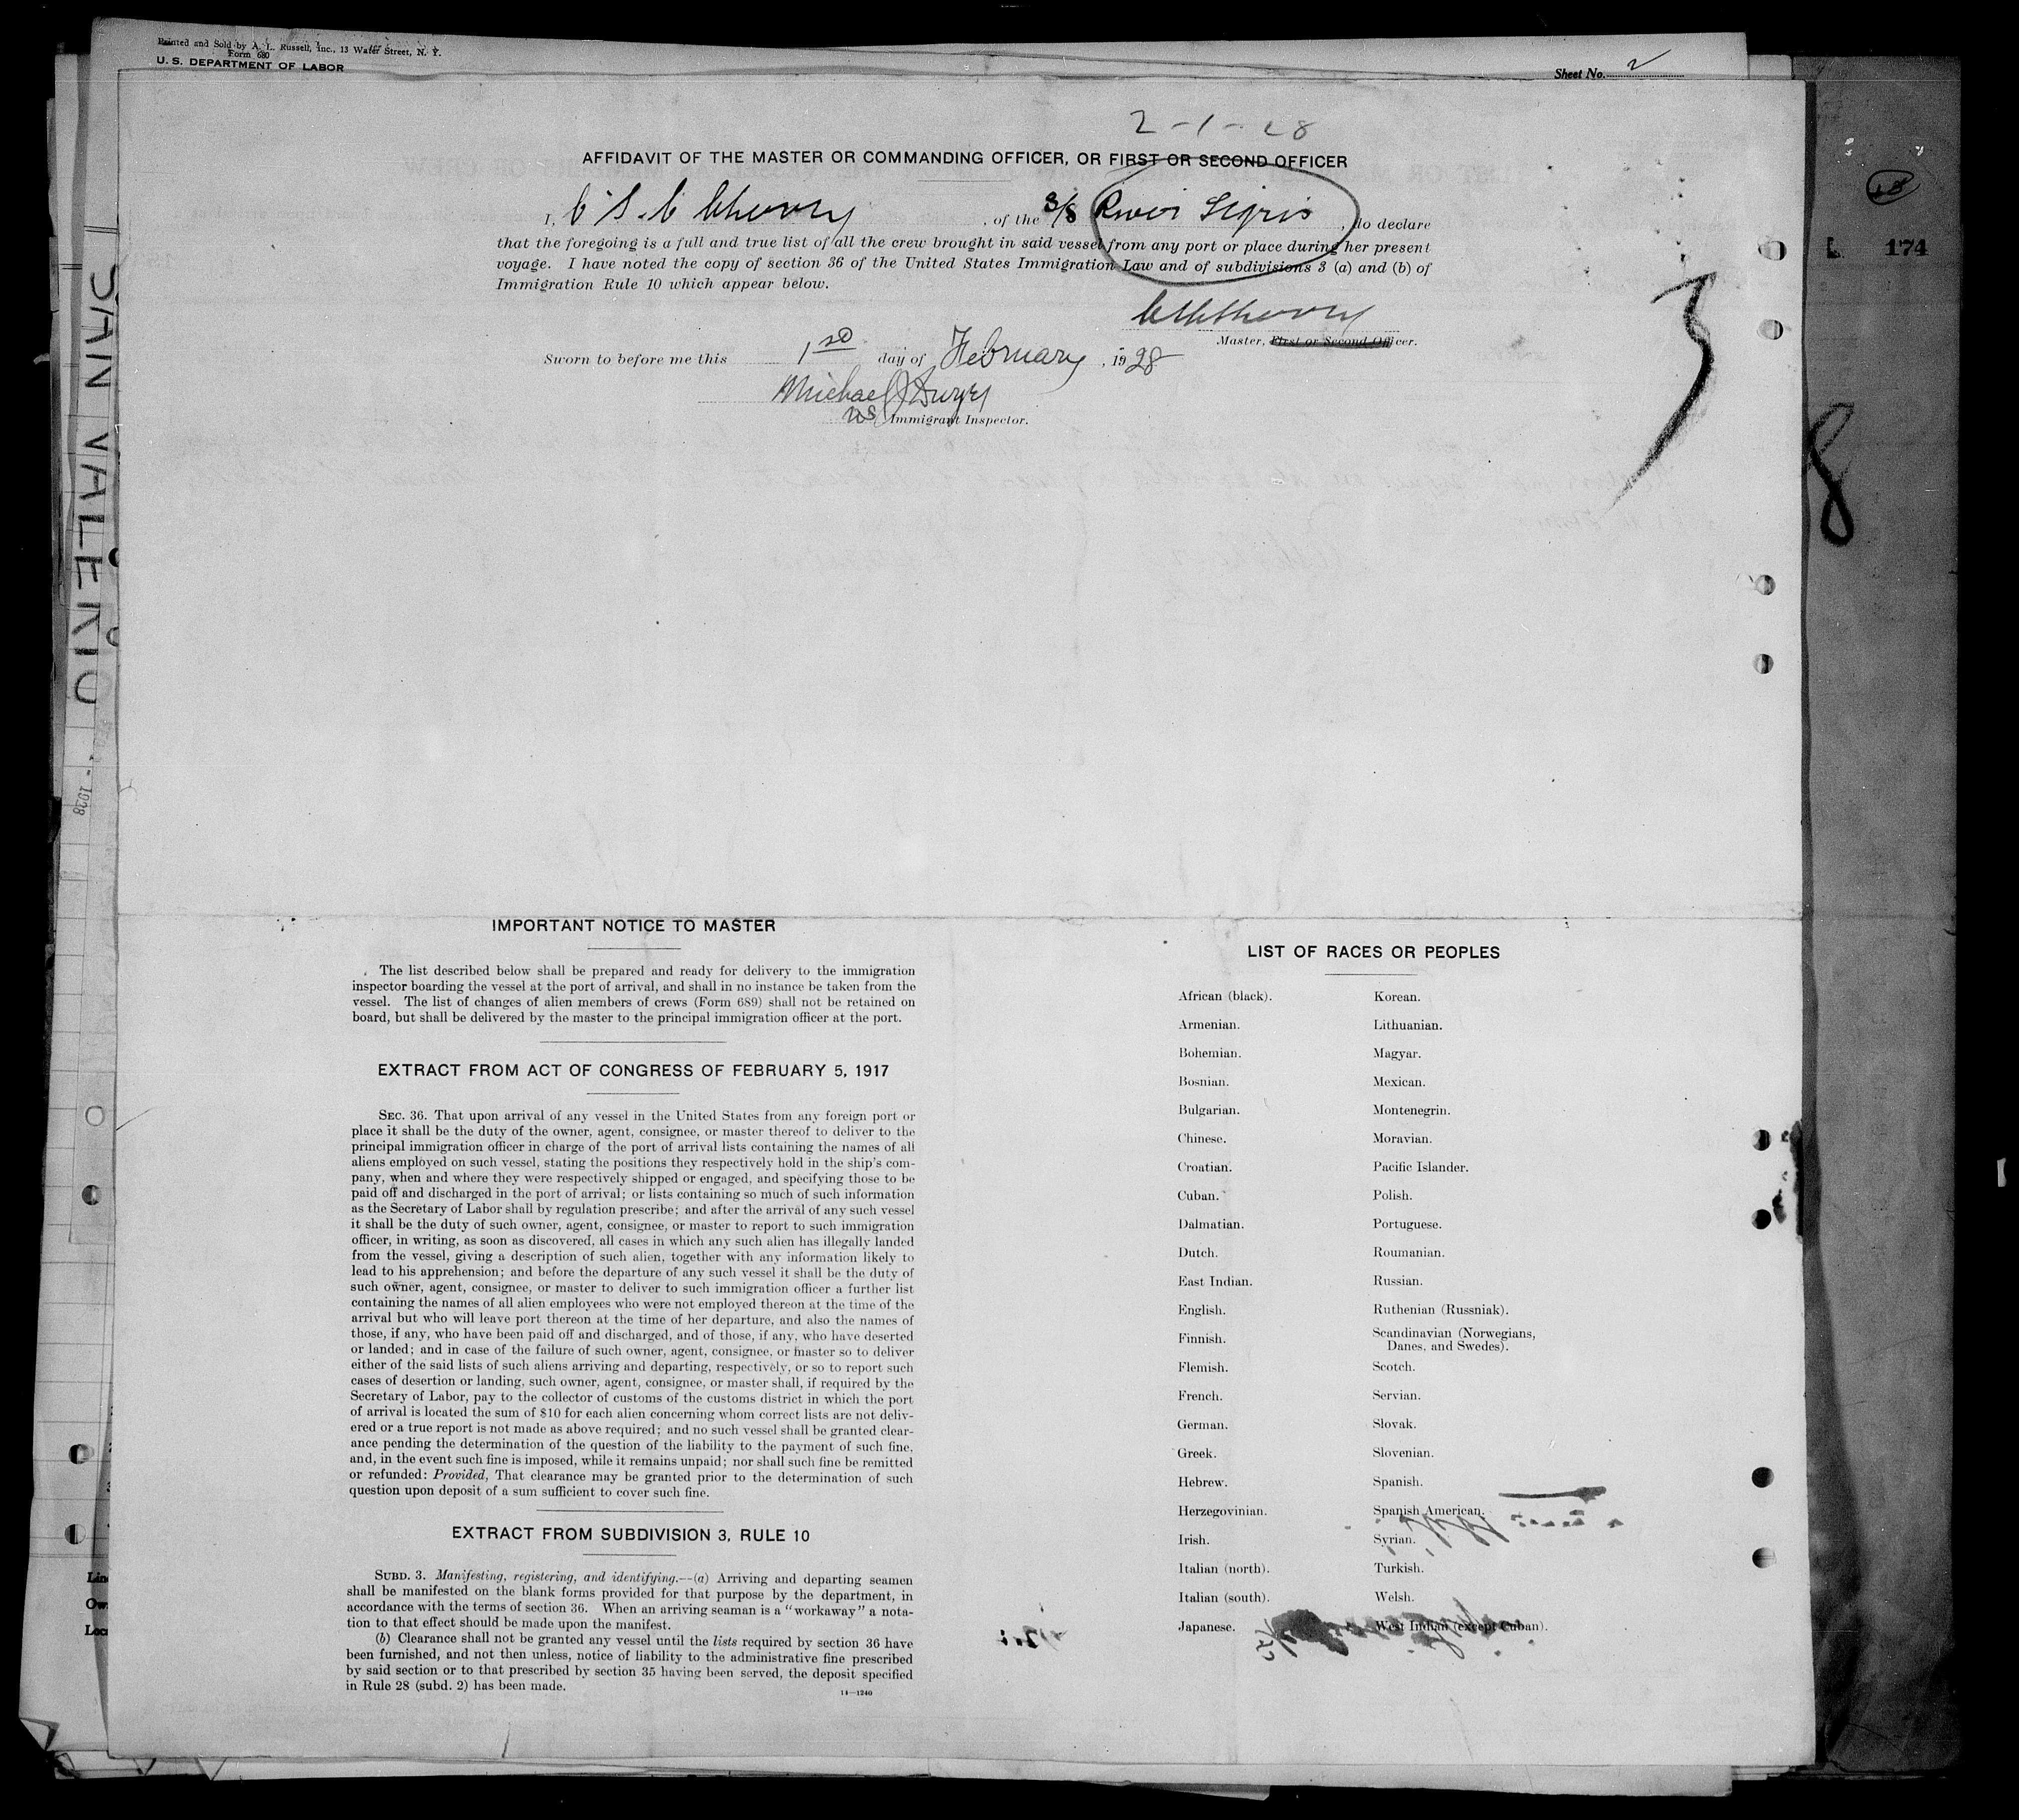 Printed and Sold by A. L. Russell, Inc., 13 Water Street, N. Y.
Form 680
U. S. DEPARTMENT OF LABOR
Sheet No. 2
2-1-28
AFFIDAVIT OF THE MASTER OR COMMANDING OFFICER, OR FIRST OR SECOND OFFICER
I, Cherry, of the S/S River Tigris, do declare
that the foregoing is a full and true list of all the crew brought in said vessel from any port or place during her present
voyage. I have noted the copy of section 36 of the United States Immigration Law and of subdivisions 3 (a) and (b) of
Immigration Rule 10 which appear below.
Master, First or Second Officer.
Sworn to before me this 1st day of February, 1928
Michael J
US Immigrant Inspector.
3
8
18
174
SAN VALERIO
1928
IMPORTANT NOTICE TO MASTER
The list described below shall be prepared and ready for delivery to the immigration
inspector boarding the vessel at the port of arrival, and shall in no instance be taken from the
vessel. The list of changes of alien members of crews (Form 689) shall not be retained on
board, but shall be delivered by the master to the principal immigration officer at the port.
EXTRACT FROM ACT OF CONGRESS OF FEBRUARY 5, 1917
SEC. 36. That upon arrival of any vessel in the United States from any foreign port or
place it shall be the duty of the owner, agent, consignee, or master thereof to deliver to the
principal immigration officer in charge of the port of arrival lists containing the names of all
aliens employed on such vessel, stating the positions they respectively hold in the ship's com-
pany, when and where they were respectively shipped or engaged, and specifying those to be
paid off and discharged in the port of arrival; or lists containing so much of such information
as the Secretary of Labor shall by regulation prescribe; and after the arrival of any such vessel
it shall be the duty of such owner, agent, consignee, or master to report to such immigration
officer, in writing, as soon as discovered, all cases in which any such alien has illegally landed
from the vessel, giving a description of such alien, together with any information likely to
lead to his apprehension; and before the departure of any such vessel it shall be the duty of
such owner, agent, consignee, or master to deliver to such immigration officer a further list
containing the names of all alien employees who were not employed thereon at the time of the
arrival but who will leave port thereon at the time of her departure, and also the names of
those, if any, who have been paid off and discharged, and of those, if any, who have deserted
or landed; and in case of the failure of such owner, agent, consignee, or master so to deliver
either of the said lists of such aliens arriving and departing, respectively, or so to report such
cases of desertion or landing, such owner, agent, consignee, or master shall, if required by the
Secretary of Labor, pay to the collector of customs of the customs district in which the port
of arrival is located the sum of $10 for each alien concerning whom correct lists are not deliv-
ered or a true report is not made as above required; and no such vessel shall be granted clear-
ance pending the determination of the question of the liability to the payment of such fine,
and, in the event such fine is imposed, while it remains unpaid; nor shall such fine be remitted
or refunded: Provided, That clearance may be granted prior to the determination of such
question upon deposit of a sum sufficient to cover such fine.
EXTRACT FROM SUBDIVISION 3, RULE 10
SUBD. 3. Manifesting, registering, and identifying.--(a) Arriving and departing seamen
shall be manifested on the blank forms provided for that purpose by the department, in
accordance with the terms of section 36. When an arriving seaman is a "workaway" a nota-
tion to that effect should be made upon the manifest.
(b) Clearance shall not be granted any vessel until the lists required by section 36 have
been furnished, and not then unless, notice of liability to the administrative fine prescribed
by said section or to that prescribed by section 35 having been served, the deposit specified
in Rule 28 (subd. 2) has been made.
14—1240
LIST OF RACES OR PEOPLES
African (black).
Armenian.
Bohemian.
Bosnian.
Bulgarian.
Chinese.
Croatian.
Cuban.
Dalmatian.
Dutch.
East Indian.
English.
Finnish.
Flemish.
French.
German.
Greek.
Hebrew.
Herzegovinian.
Irish.
Italian (north).
Italian (south).
Japanese.
Korean.
Lithuanian.
Magyar.
Mexican.
Montenegrin.
Moravian.
Pacific Islander.
Polish.
Portuguese.
Roumanian.
Russian.
Ruthenian (Russniak).
Scandinavian (Norwegians,
Danes, and Swedes).
Scotch.
Servian.
Slovak.
Slovenian.
Spanish.
Spanish American.
Syrian.
Turkish.
Welsh.
West Indian (except Cuban).